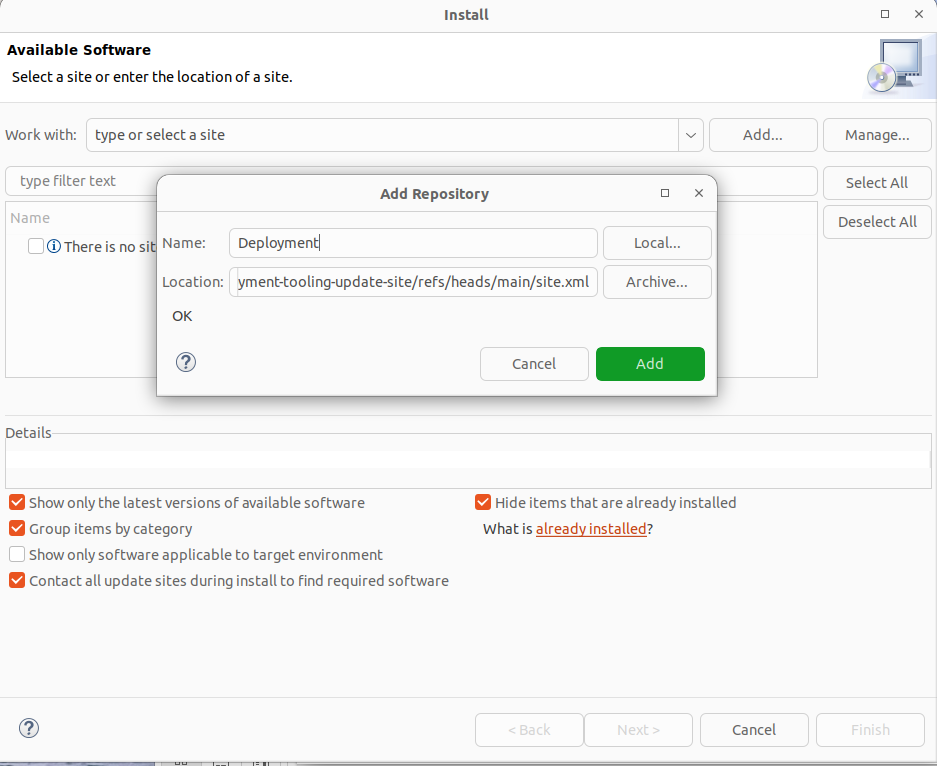 Install
Available Software
Select a site or enter the location of a site.
Work with: type or select a site Add... Manage...
type filter text Select All
Name Deselect All
There is no sit
Add Repository
Name: Deployment Local...
Location: yment-tooling-update-site/refs/heads/main/site.xml Archive...
OK
Cancel Add
Details
Show only the latest versions of available software Hide items that are already installed
Group items by category What is already installed?
Show only software applicable to target environment
Contact all update sites during install to find required software
< Back Next > Cancel Finish